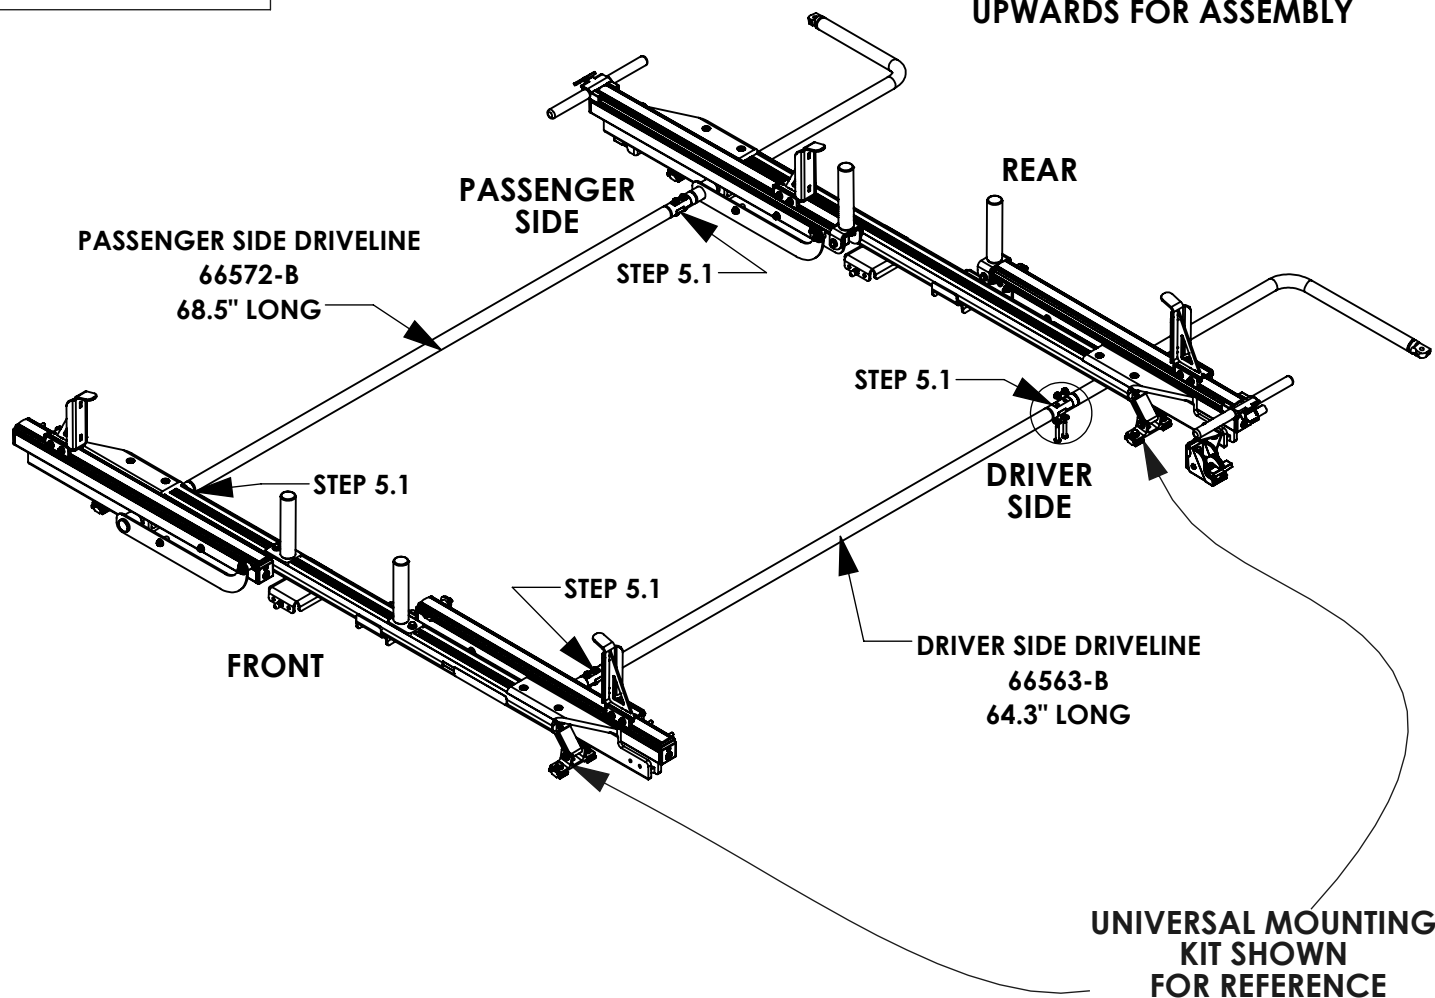 UPWARDS FOR ASSEMBLY
REAR
PASSENGER
SIDE
PASSENGER SIDE DRIVELINE
66572-B
68.5" LONG
STEP 5.1
STEP 5.1
DRIVER
SIDE
STEP 5.1
STEP 5.1
FRONT
DRIVER SIDE DRIVELINE
66563-B
64.3" LONG
UNIVERSAL MOUNTING
KIT SHOWN
FOR REFERENCE